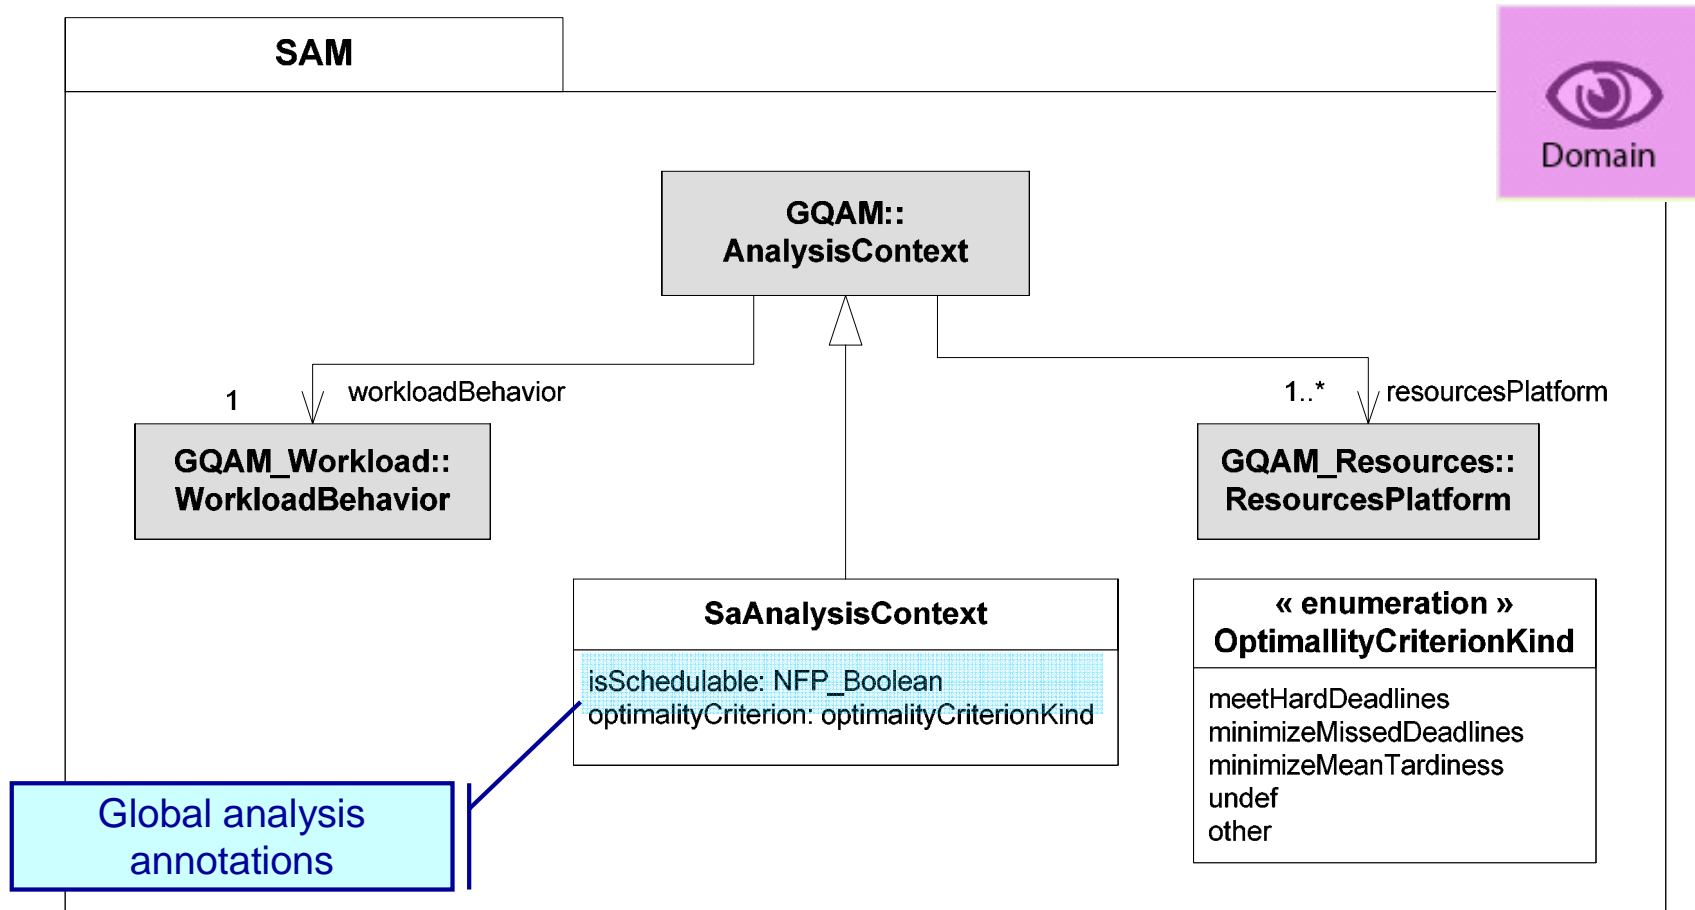 SAM
Domain
GQAM::
AnalysisContext
1
workloadBehavior
1..*
resourcesPlatform
GQAM_Workload::
WorkloadBehavior
GQAM_Resources::
ResourcesPlatform
SaAnalysisContext
isSchedulable: NFP_Boolean
optimalityCriterion: optimalityCriterionKind
« enumeration »
OptimallityCriterionKind
meetHardDeadlines
minimizeMissedDeadlines
minimizeMeanTardiness
undef
other
Global analysis
annotations